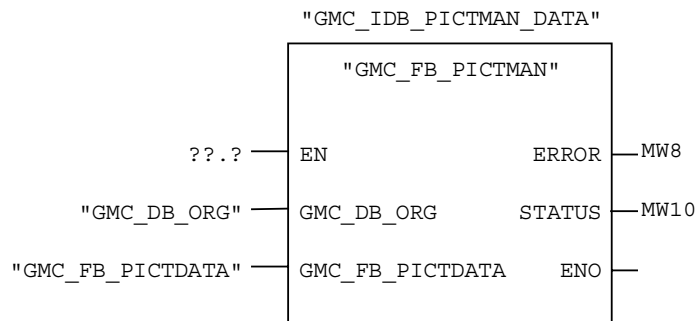 "GMC_IDB_PICTMAN_DATA"
"GMC_FB_PICTMAN"
??.? EN ERROR MW8
"GMC_DB_ORG" GMC_DB_ORG STATUS MW10
"GMC_FB_PICTDATA" GMC_FB_PICTDATA ENO